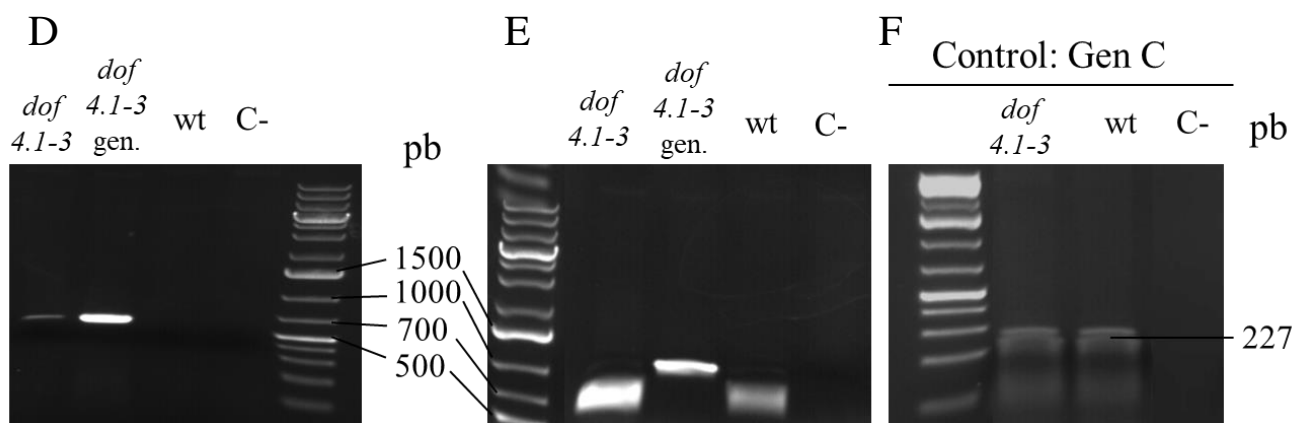 D
dof
4.1-3
dof
4.1-3
gen.
wt
C-
pb
1500
1000
700
500
E
dof
4.1-3
dof
4.1-3
gen.
wt
C-
F
Control: Gen C
dof
4.1-3
wt
C-
pb
227